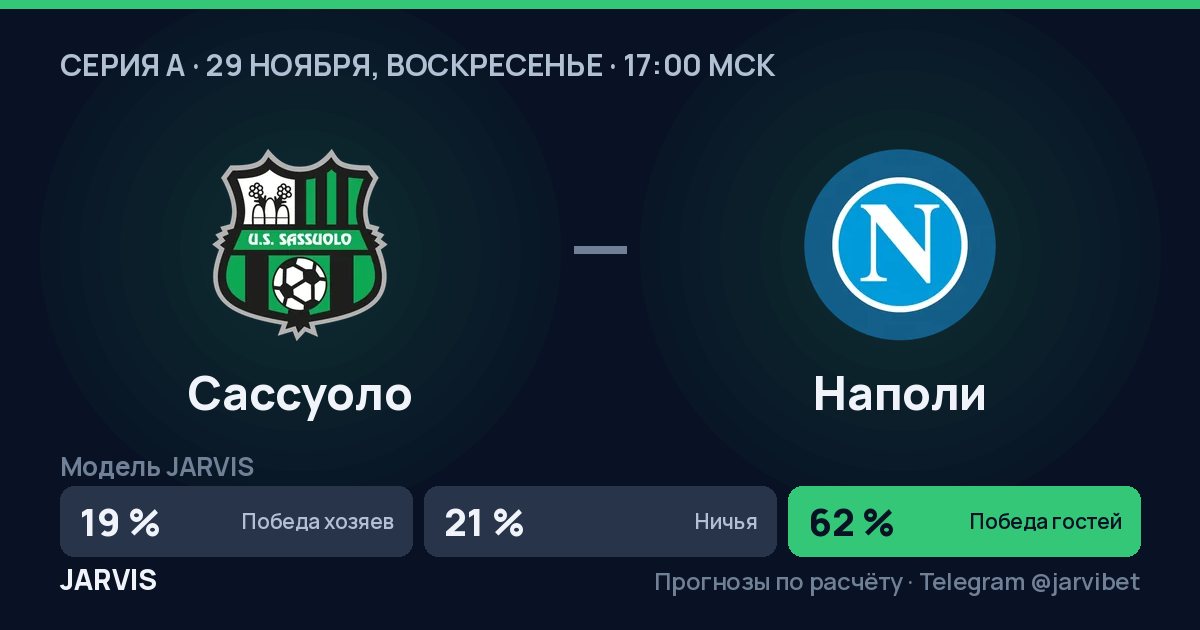 СЕРИЯ А · 29 НОЯБРЯ, ВОСКРЕСЕНЬЕ · 17:00 МСК
U.S. SASSUOLO
N
Сассуоло
Наполи
Модель JARVIS
19 % Победа хозяев
21 % Ничья
62 % Победа гостей
JARVIS
Прогнозы по расчёту · Telegram @jarvibet